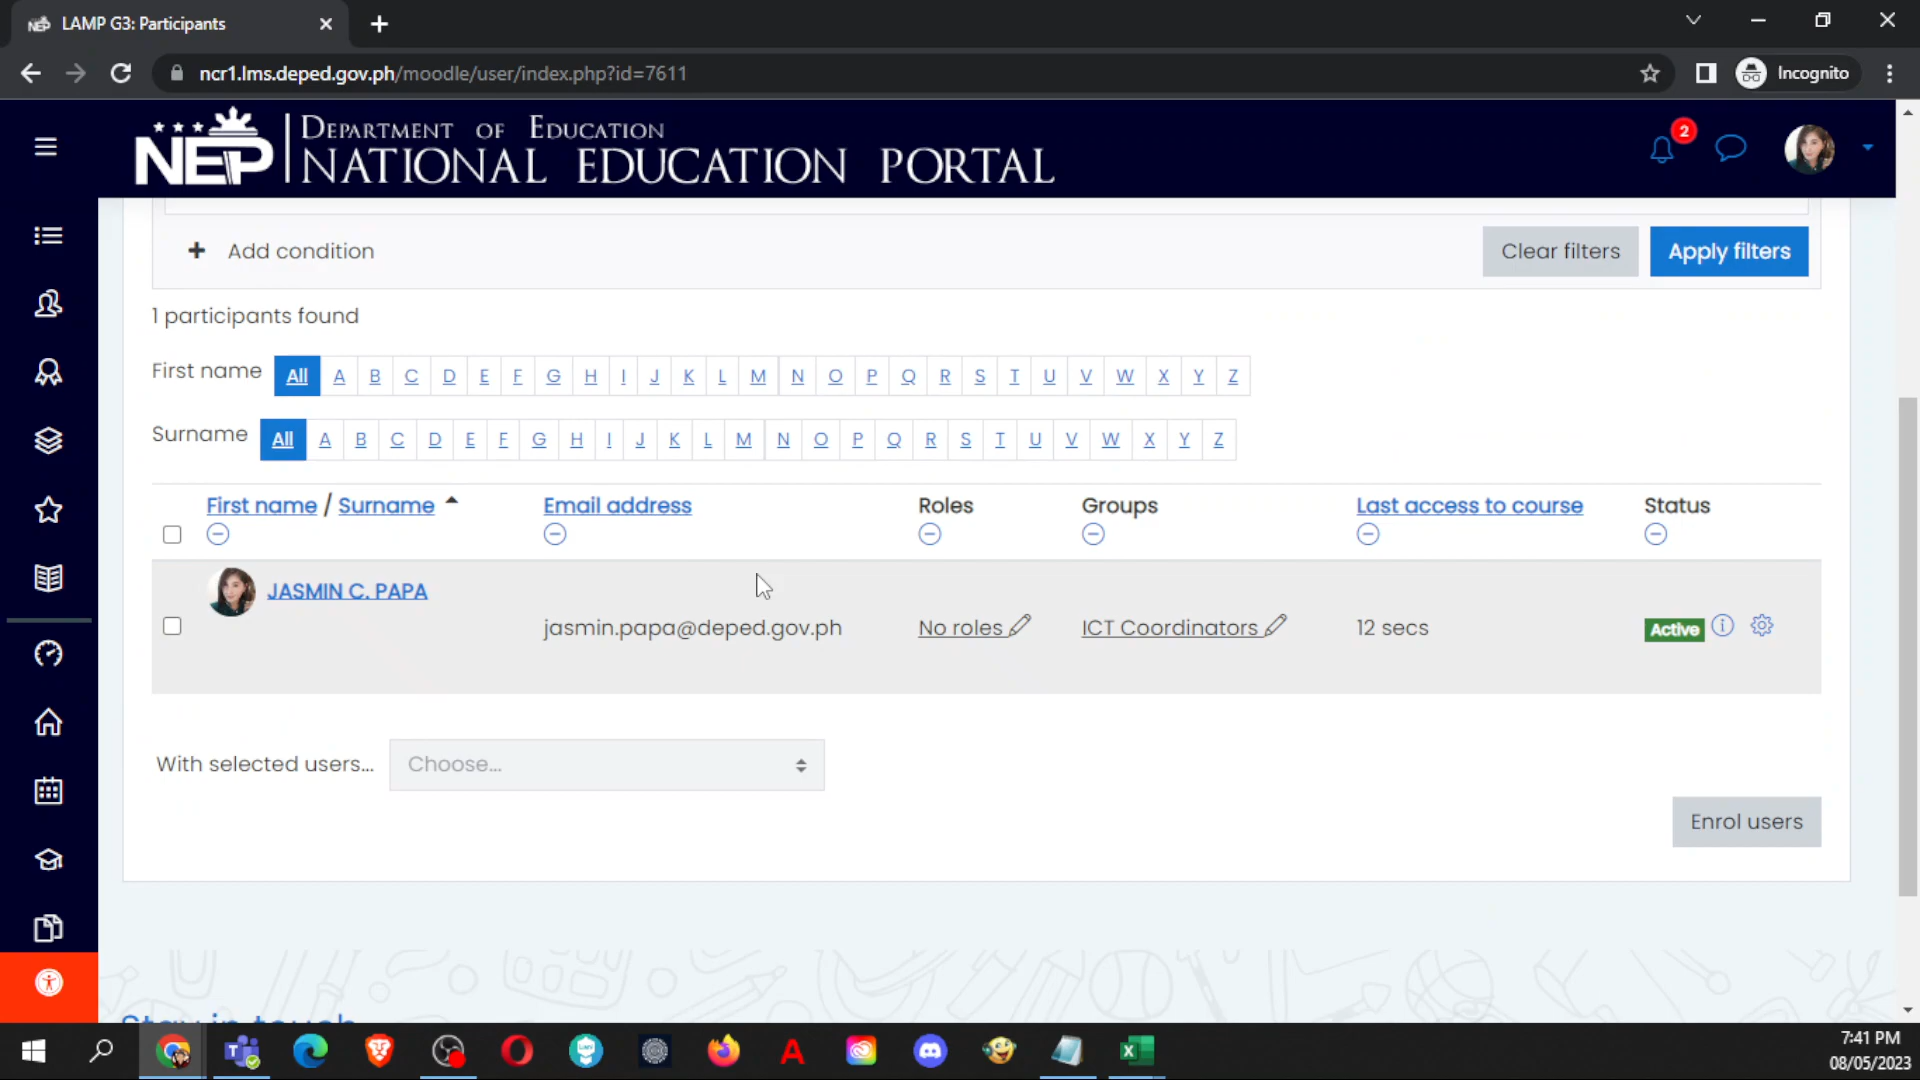 LAMP G3: Participants
ncr1.lms.deped.gov.ph/moodle/user/index.php?id=7611
Incognito
NEP
DEPARTMENT OF EDUCATION
NATIONAL EDUCATION PORTAL
2
Add condition
Clear filters
Apply filters
1 participants found
First name All A B C D E F G H I J K L M N O P Q R S T U V W X Y Z
Surname All A B C D E F G H I J K L M N O P Q R S T U V W X Y Z
First name / Surname Email address Roles Groups Last access to course Status
JASMIN C. PAPA
jasmin.papa@deped.gov.ph No roles ICT Coordinators 12 secs Active
With selected users... Choose...
Enrol users
Stay in touch
7:41 PM
08/05/2023